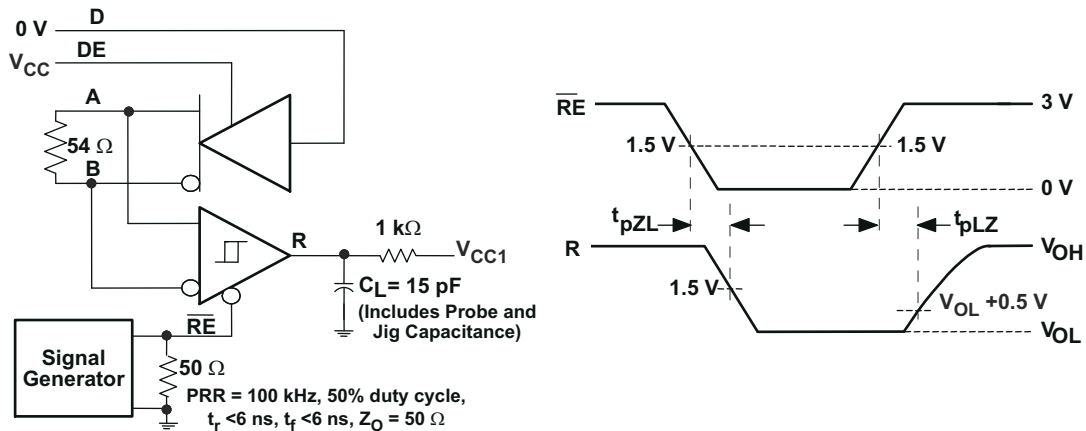 0 V
D
V_CC
DE
A
54 Ω
B
R
1 kΩ
V_CC1
C_L = 15 pF
(Includes Probe and
Jig Capacitance)
R̅E̅
Signal
Generator
50 Ω
PRR = 100 kHz, 50% duty cycle,
t_r <6 ns, t_f <6 ns, Z_O = 50 Ω
R̅E̅
3 V
1.5 V
1.5 V
0 V
t_pZL
t_pLZ
R
V_OH
1.5 V
V_OL +0.5 V
V_OL